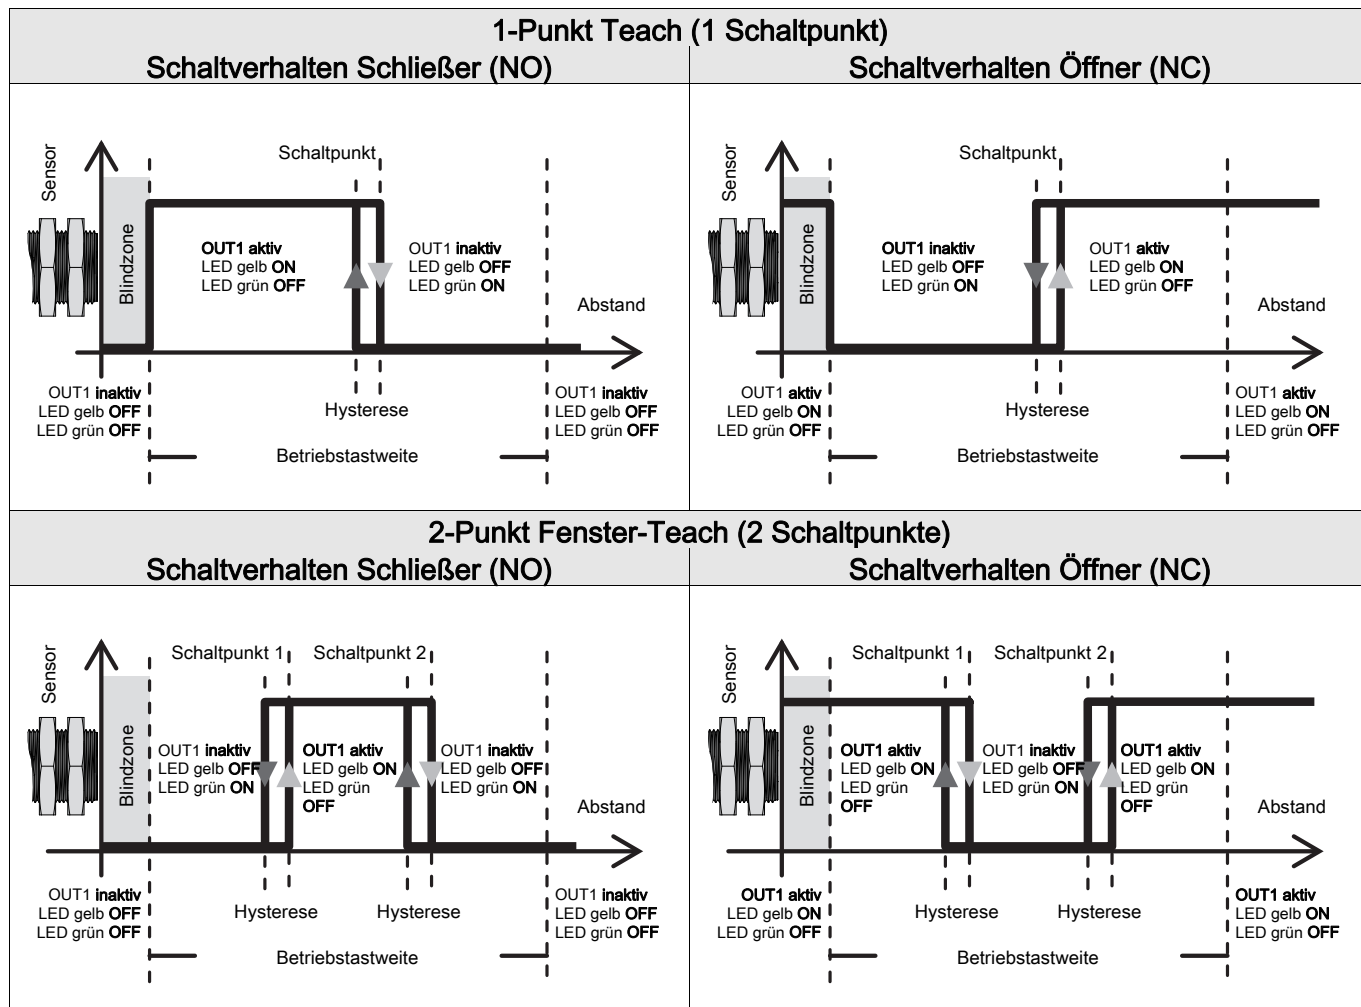 1-Punkt Teach (1 Schaltpunkt)
Schaltverhalten Schließer (NO)
Schaltverhalten Öffner (NC)
Sensor
Schaltpunkt
Blindzone
OUT1 aktiv
LED gelb ON
LED grün OFF
OUT1 inaktiv
LED gelb OFF
LED grün ON
Abstand
OUT1 inaktiv
LED gelb OFF
LED grün OFF
Hysterese
OUT1 inaktiv
LED gelb OFF
LED grün OFF
Betriebstastweite
Sensor
Schaltpunkt
Blindzone
OUT1 inaktiv
LED gelb OFF
LED grün ON
OUT1 aktiv
LED gelb ON
LED grün OFF
Abstand
OUT1 aktiv
LED gelb ON
LED grün OFF
Hysterese
OUT1 aktiv
LED gelb ON
LED grün OFF
Betriebstastweite
2-Punkt Fenster-Teach (2 Schaltpunkte)
Schaltverhalten Schließer (NO)
Schaltverhalten Öffner (NC)
Sensor
Schaltpunkt 1
Schaltpunkt 2
Blindzone
OUT1 inaktiv
LED gelb OFF
LED grün ON
OUT1 aktiv
LED gelb ON
LED grün
OFF
OUT1 inaktiv
LED gelb OFF
LED grün ON
Abstand
OUT1 inaktiv
LED gelb OFF
LED grün OFF
Hysterese
Hysterese
OUT1 inaktiv
LED gelb OFF
LED grün OFF
Betriebstastweite
Sensor
Schaltpunkt 1
Schaltpunkt 2
Blindzone
OUT1 aktiv
LED gelb ON
LED grün
OFF
OUT1 inaktiv
LED gelb OFF
LED grün ON
OUT1 aktiv
LED gelb ON
LED grün
OFF
Abstand
OUT1 aktiv
LED gelb ON
LED grün OFF
Hysterese
Hysterese
OUT1 aktiv
LED gelb ON
LED grün OFF
Betriebstastweite